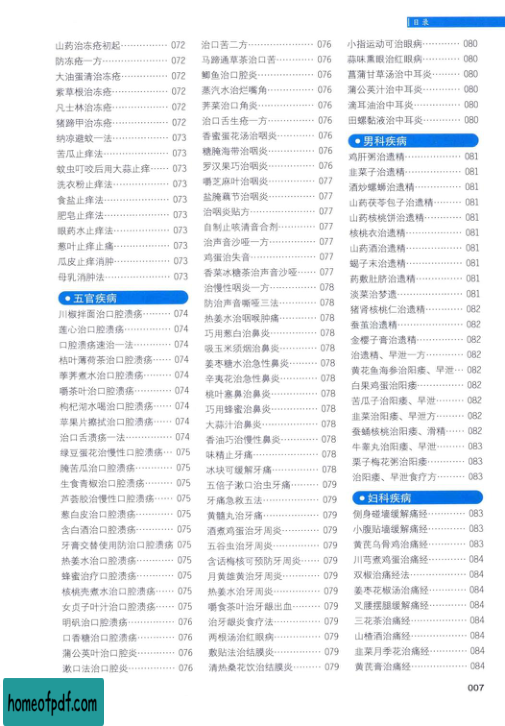 目录
山药治冻疮初起 072
防冻疮一方 072
大油蛋清治冻疮 072
紫草根治冻疮 072
凡士林治冻疮 072
猪蹄甲治冻疮 072
纳凉避蚊一法 073
苦瓜止痒法 073
蚊虫叮咬后用大蒜止痒 073
洗衣粉止痒法 073
食盐止痒法 073
肥皂止痒法 073
眼药水止痒法 073
葱叶止痒止痛 073
瓜皮止痒消肿 073
母乳消肿法 073
五官疾病
川椒拌面治口腔溃疡 074
莲心治口腔溃疡 074
口腔溃疡速治一法 074
桔叶薄荷茶治口腔溃疡 074
荸荠煮水治口腔溃疡 074
嚼茶叶治口腔溃疡 074
枸杞沏水喝治口腔溃疡 074
苹果片擦拭治口腔溃疡 074
治口舌溃疡一法 074
绿豆蛋花治慢性口腔溃疡 075
腌苦瓜治口腔溃疡 075
生食青椒治口腔溃疡 075
芦荟胶治慢性口腔溃疡 075
葱白皮治口腔溃疡 075
含白酒治口腔溃疡 075
牙膏交替使用防治口腔溃疡 075
热姜水治口腔溃疡 075
蜂蜜治疗口腔溃疡 075
核桃壳煮水治口腔溃疡 075
女贞子叶汁治口腔溃疡 075
明矾治口腔溃疡 076
口香糖治口腔溃疡 076
蒲公英叶治口腔炎 076
漱口法治口腔炎 076
治口苦二方 076
马蹄通草茶治口苦 076
鲫鱼治口腔炎 076
蒸汽水治烂嘴角 076
荠菜治口角炎 076
治口舌生疮一方 076
香蜜蛋花汤治咽炎 076
糖腌海带治咽炎 076
罗汉果巧治咽炎 076
嚼芝麻叶治咽炎 077
盐腌藕节治咽炎 077
治咽炎贴方 077
自制止咳清音合剂 077
治声音沙哑一方 077
鸡蛋治失音 077
香菜冰糖茶治声音沙哑 077
治慢性咽炎一方 078
防治声音嘶哑三法 078
热姜水治咽喉肿痛 078
巧用葱白治鼻炎 078
吸玉米须烟治鼻炎 078
姜枣糖水治急性鼻炎 078
辛夷花治急性鼻炎 078
桃叶塞鼻治鼻炎 078
巧用蜂蜜治鼻炎 078
大蒜汁治鼻炎 078
香油巧治慢性鼻炎 078
味精止牙痛 078
冰块可缓解牙痛 078
五倍子漱口治虫牙痛 079
牙痛急救五法 079
黄髓丸治牙痛 079
酒煮鸡蛋治牙周炎 079
五谷虫治牙周炎 079
含话梅核可预防牙周炎 079
月黄雄黄治牙周炎 079
热姜水治牙周炎 079
嚼食茶叶治牙龈出血 079
治牙龈炎食疗法 079
两根汤治红眼病 079
敷贴法治结膜炎 079
清热桑花饮治结膜炎 079
小指运动可治眼病 080
蒜味熏眼治红眼病 080
菖蒲甘草汤治中耳炎 080
蒲公英汁治中耳炎 080
滴耳油治中耳炎 080
田螺黏液治中耳炎 080
男科疾病
鸡肝粥治遗精 081
韭菜子治遗精 081
酒炒螺蛳治遗精 081
山药茯苓包子治遗精 081
山药核桃饼治遗精 081
核桃衣治遗精 081
山药酒治遗精 081
蝎子末治遗精 081
药敷肚脐治遗精 081
淡菜治梦遗 081
猪肾核桃仁治遗精 082
蚕茧治遗精 082
金樱子膏治遗精 082
治遗精、早泄一方 082
黄花鱼海参治阳痿、早泄 082
白果鸡蛋治阳痿 082
苦瓜子治阳痿、早泄 082
韭菜治阳痿、早泄方 082
蚕蛹核桃治阳痿、滑精 082
牛睾丸治阳痿、早泄 083
栗子梅花粥治阳痿 083
治阳痿、早泄食疗方 083
妇科疾病
侧身碰墙缓解痛经 083
小腹贴墙缓解痛经 083
黄芪乌骨鸡治痛经 083
川芎煮鸡蛋治痛经 084
双椒治痛经法 084
姜枣花椒汤治痛经 084
叉腰摆腿缓解痛经 084
三花茶治痛经 084
山楂酒治痛经 084
韭菜月季花治痛经 084
黄芪膏治痛经 084
007
homeofpdf.com